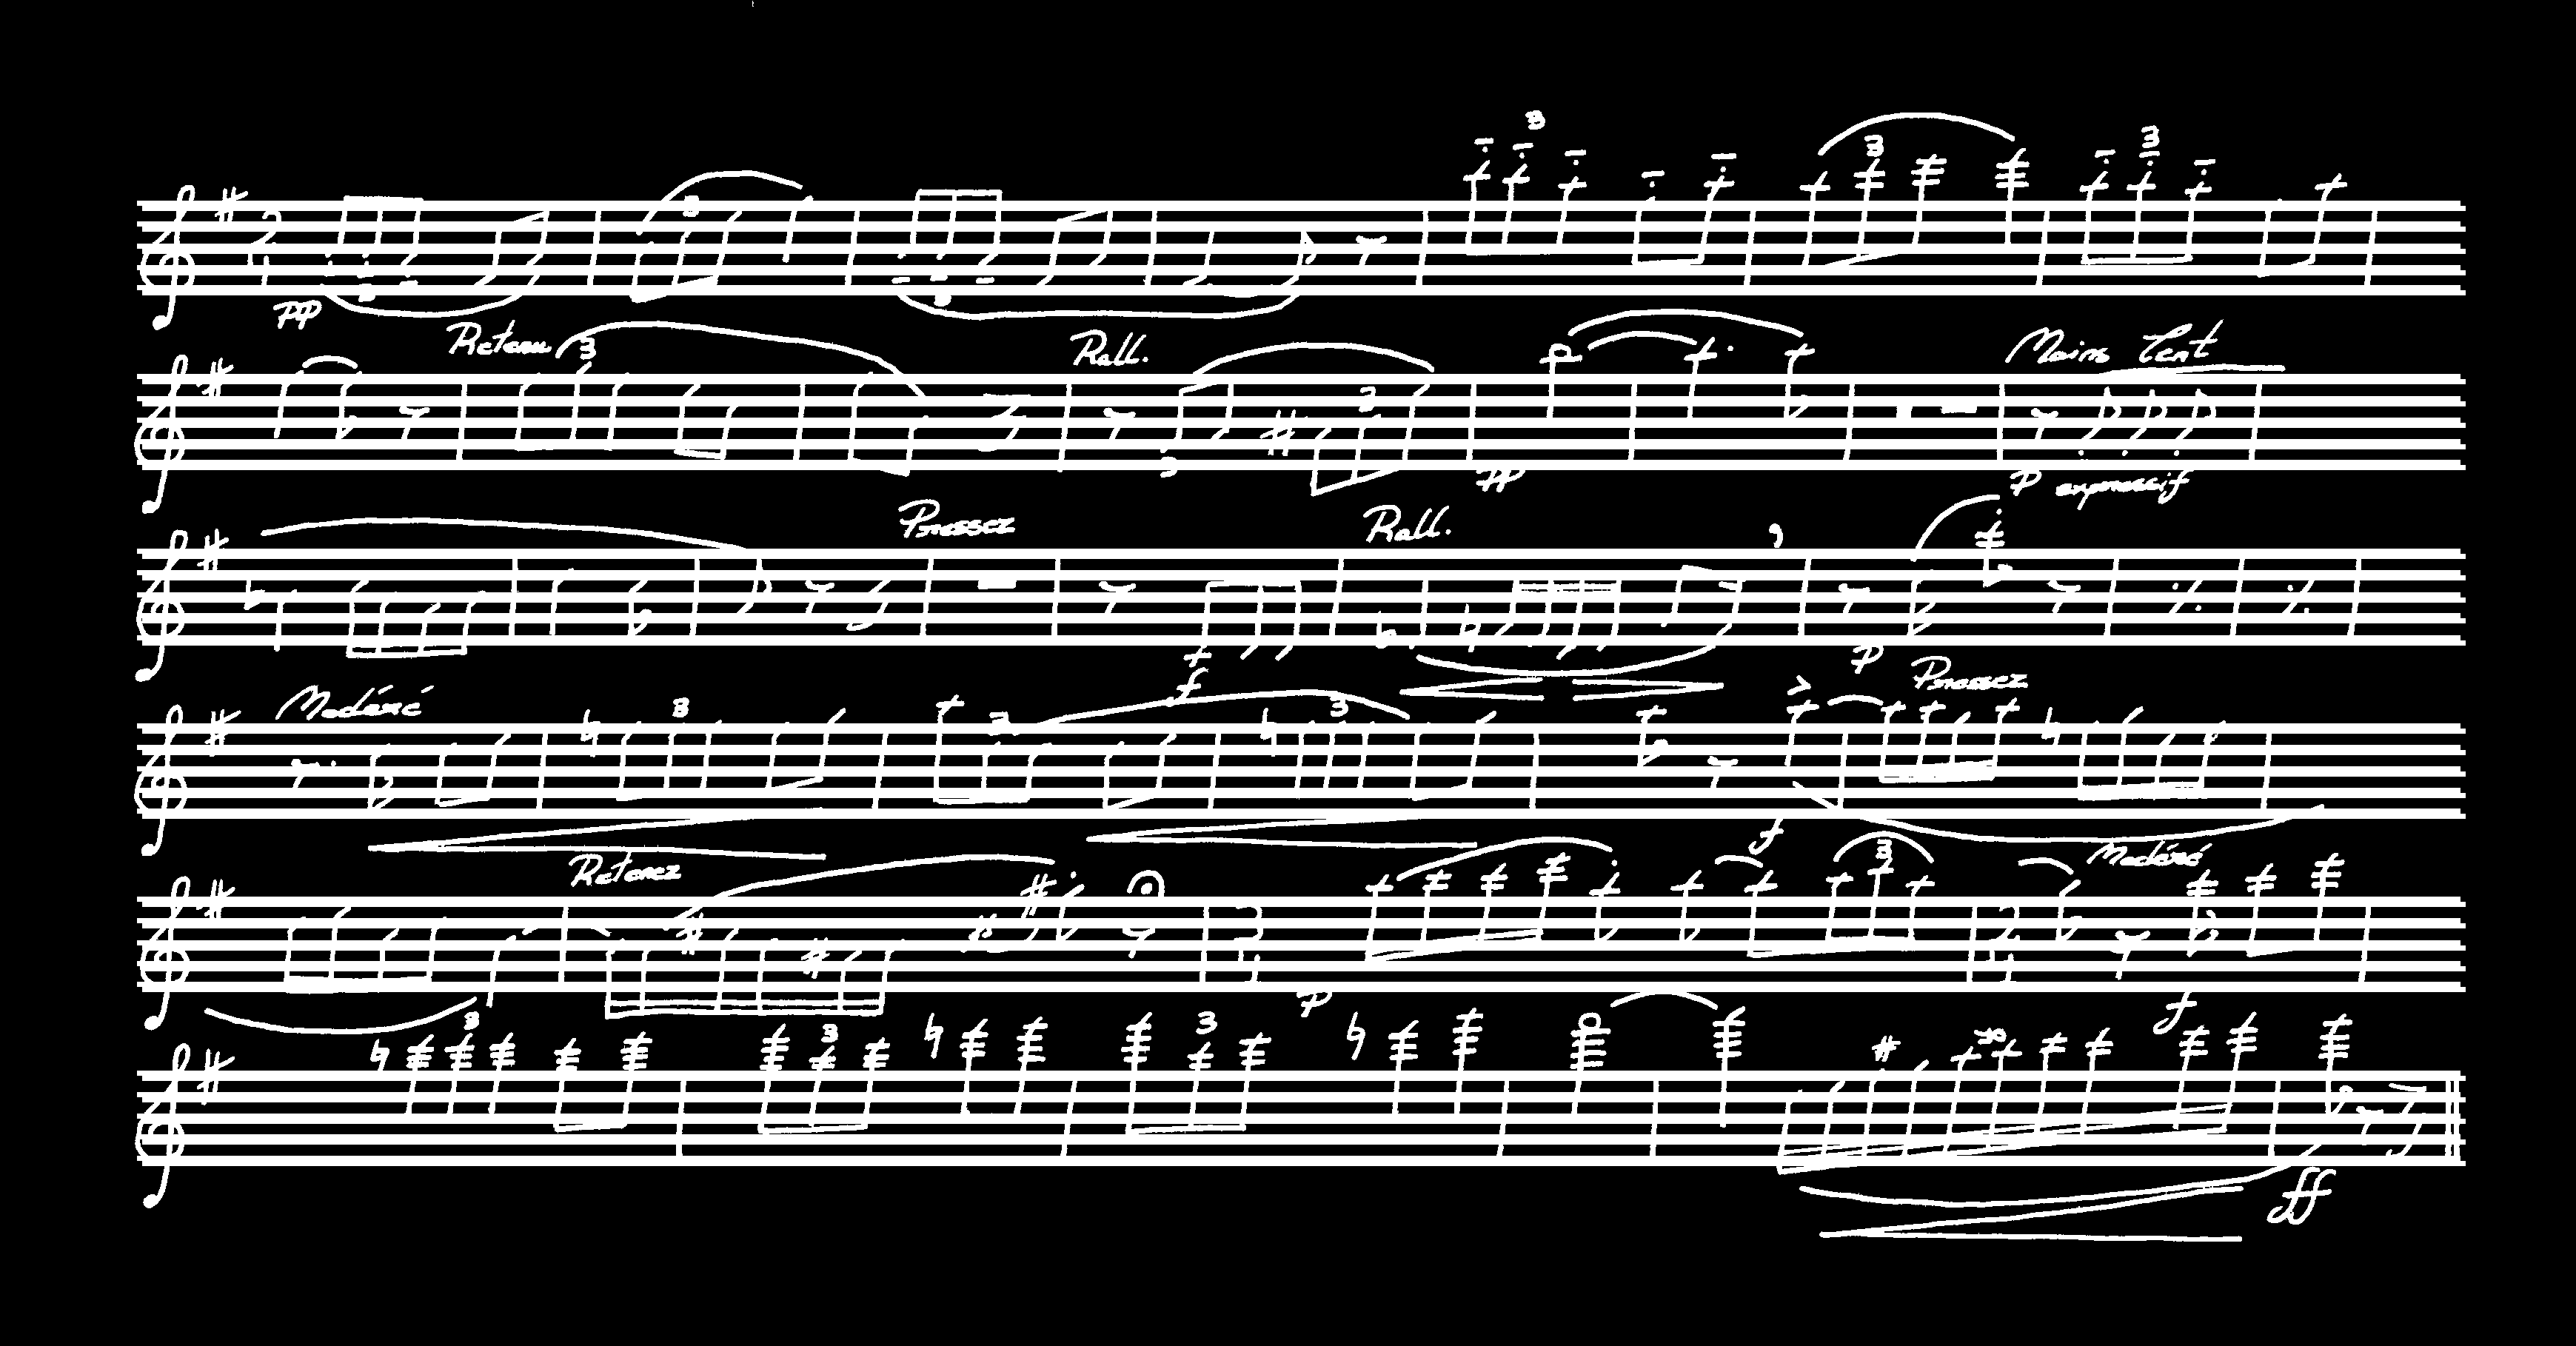 3
3 3
pp
Retenu 3 Rall. Moins Lent
3
pp p expressif
Pressez Rall.
f p
Modéré 3 3 3 Pressez
f
Retenez 3 Modéré
3
2
p f
3 3 3
ff